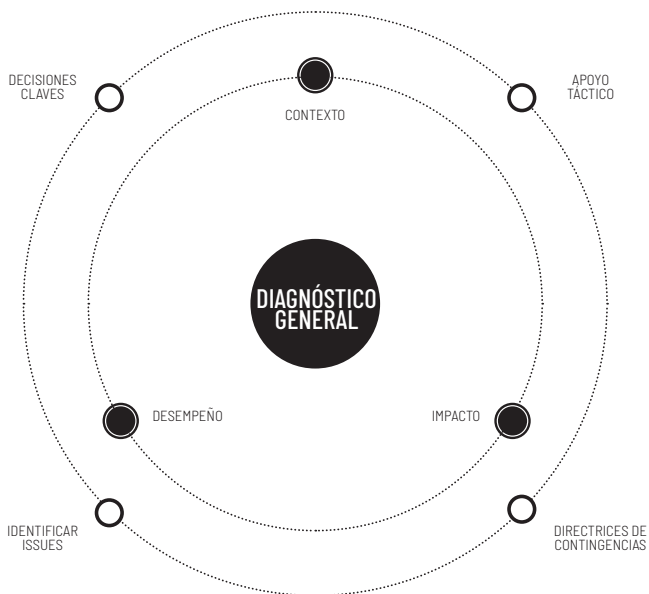 DECISIONES
CLAVES
APOYO
TÁCTICO
CONTEXTO
DIAGNÓSTICO
GENERAL
DESEMPEÑO
IMPACTO
IDENTIFICAR
ISSUES
DIRECTRICES DE
CONTINGENCIAS